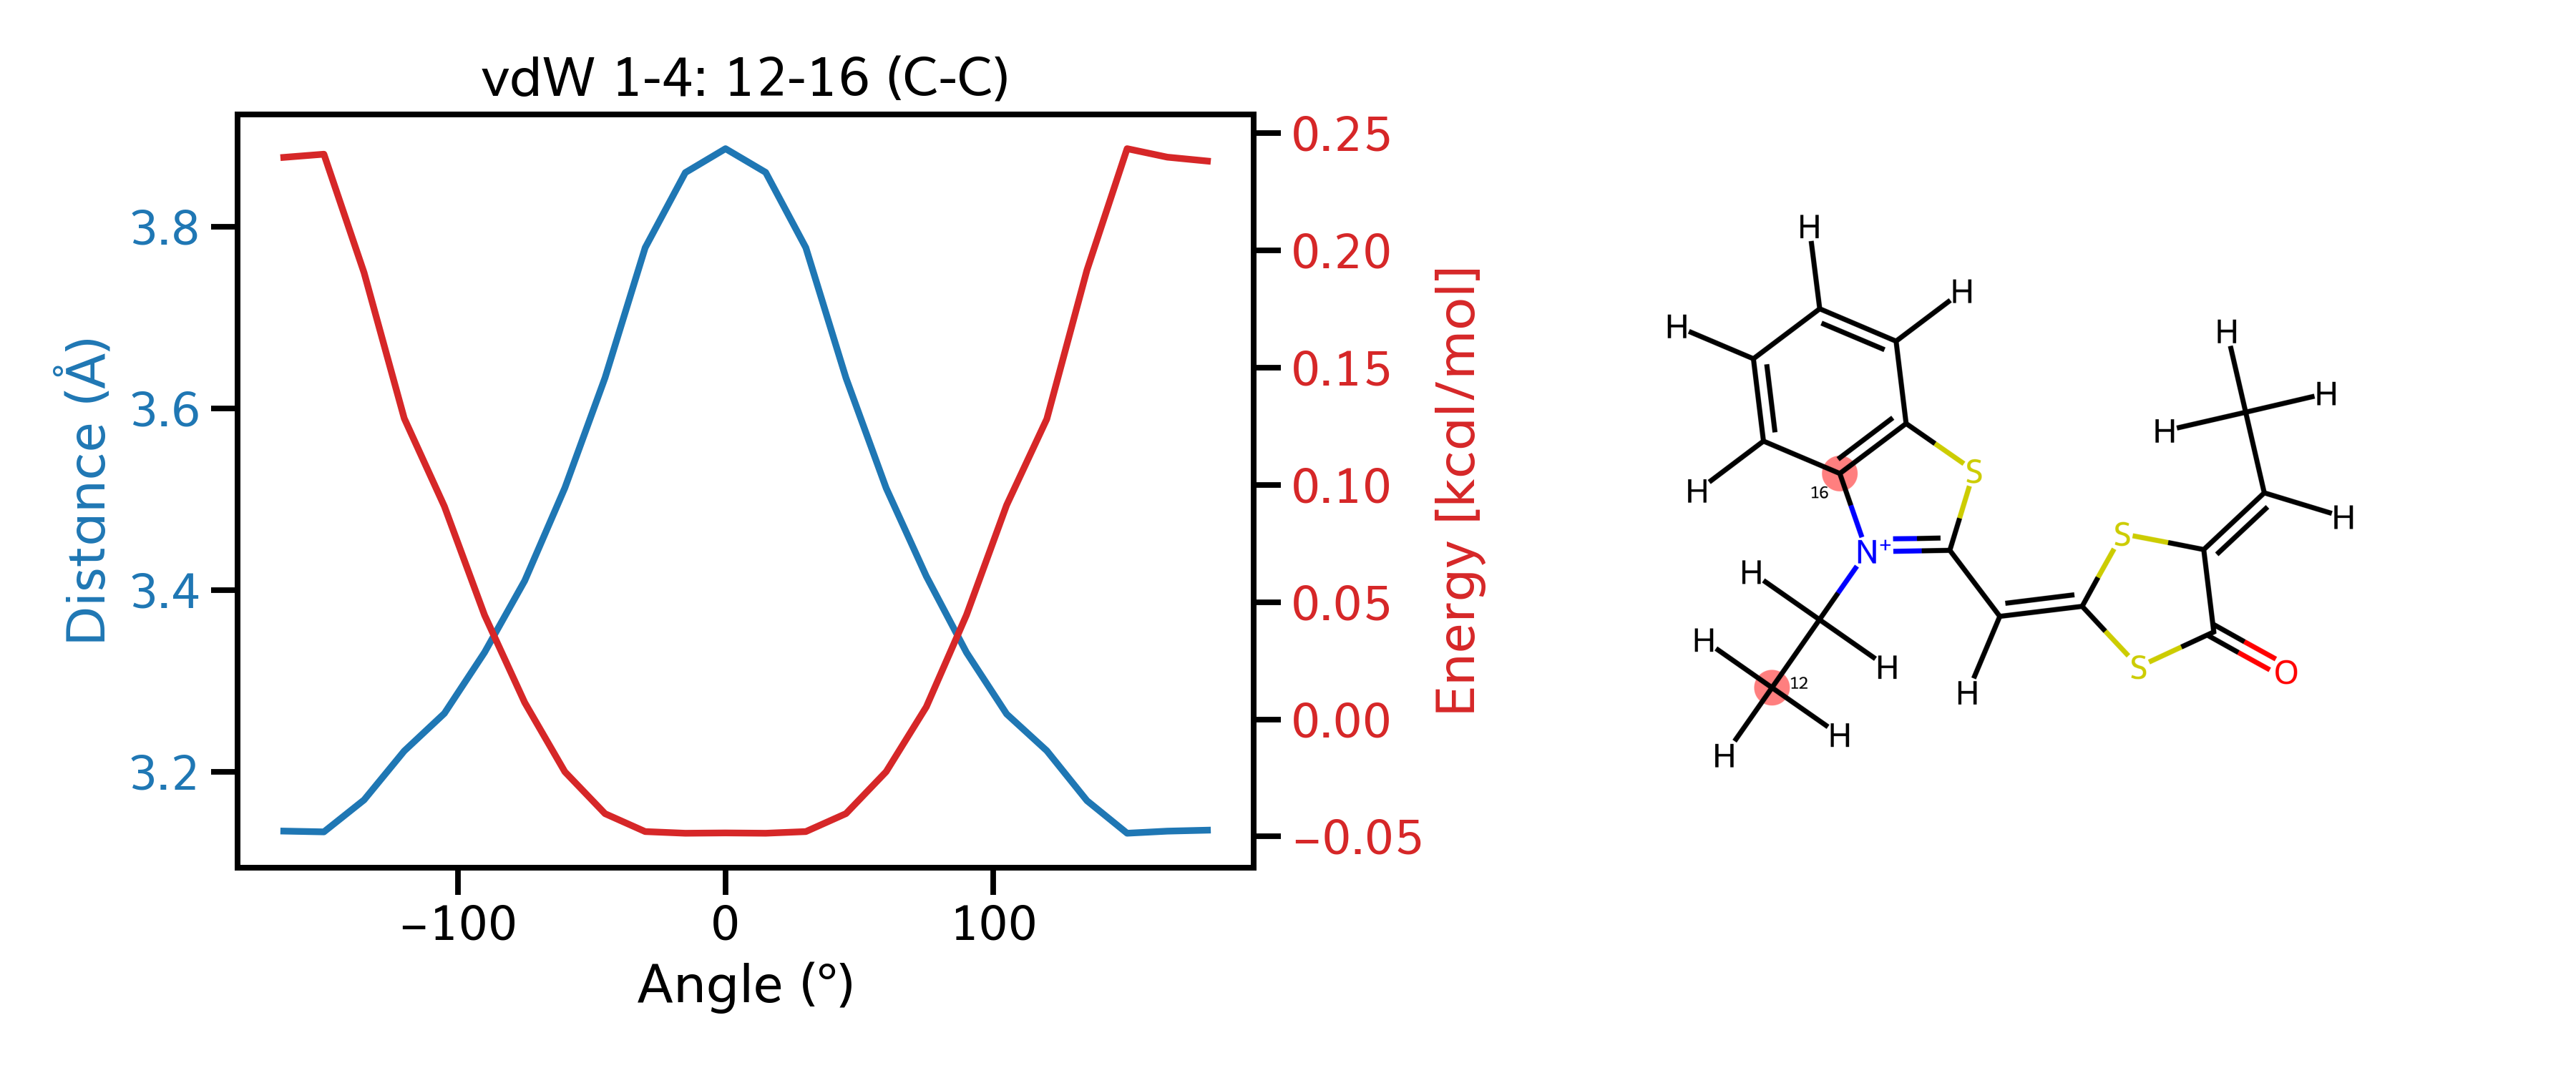 vdW 1-4: 12-16 (C-C)
Distance (Å)
3.8
3.6
3.4
3.2
0.25
0.20
0.15
0.10
0.05
0.00
−0.05
Energy [kcal/mol]
−100
0
100
Angle (°)
H
H
H
H
H
H
H
S
16
H
S
N+
H
H
H
S
O
12
H
H
H